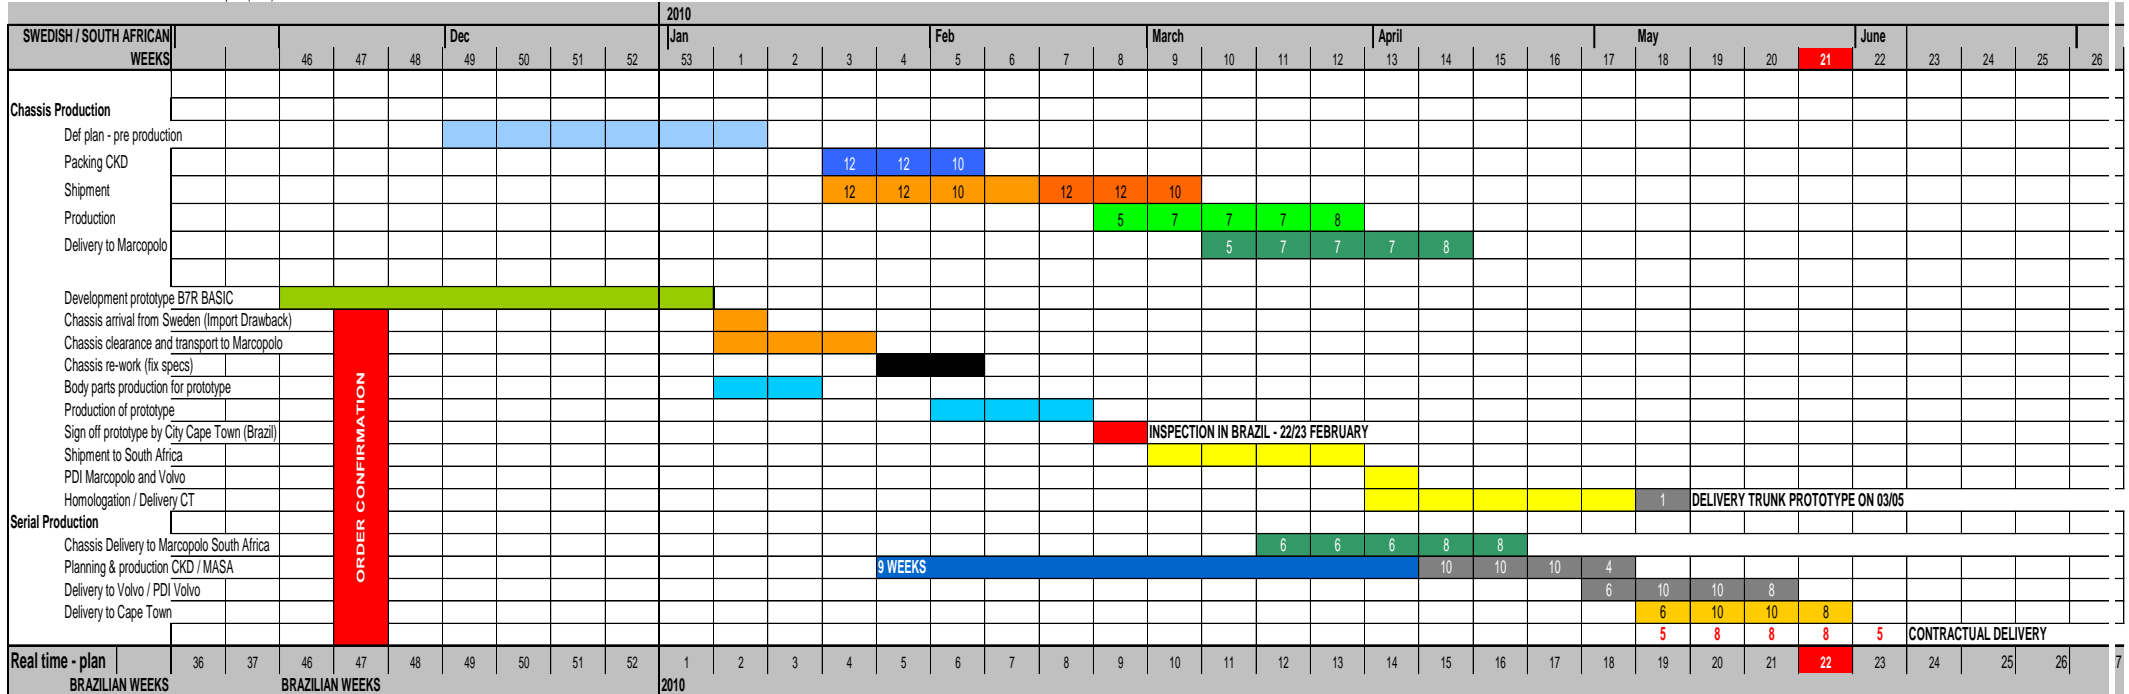 2010
SWEDISH / SOUTH AFRICAN Dec Jan Feb March April May June
WEEKS 46 47 48 49 50 51 52 53 1 2 3 4 5 6 7 8 9 10 11 12 13 14 15 16 17 18 19 20 21 22 23 24 25 26
Chassis Production
Def plan - pre production
Packing CKD 12 12 10
Shipment 12 12 10 12 12 10
Production 5 7 7 7 8
Delivery to Marcopolo 5 7 7 7 8
Development prototype B7R BASIC
Chassis arrival from Sweden (Import Drawback)
Chassis clearance and transport to Marcopolo
Chassis re-work (fix specs)
Body parts production for prototype
Production of prototype
Sign off prototype by City Cape Town (Brazil) INSPECTION IN BRAZIL - 22/23 FEBRUARY
Shipment to South Africa
PDI Marcopolo and Volvo
Homologation / Delivery CT 1 DELIVERY TRUNK PROTOTYPE ON 03/05
ORDER CONFIRMATION
Serial Production
Chassis Delivery to Marcopolo South Africa 6 6 6 8 8
Planning & production CKD / MASA 9 WEEKS 10 10 10 4
Delivery to Volvo / PDI Volvo 6 10 10 8
Delivery to Cape Town 6 10 10 8
5 8 8 8 5 CONTRACTUAL DELIVERY
Real time - plan 36 37 46 47 48 49 50 51 52 1 2 3 4 5 6 7 8 9 10 11 12 13 14 15 16 17 18 19 20 21 22 23 24 25 26 7
BRAZILIAN WEEKS BRAZILIAN WEEKS 2010